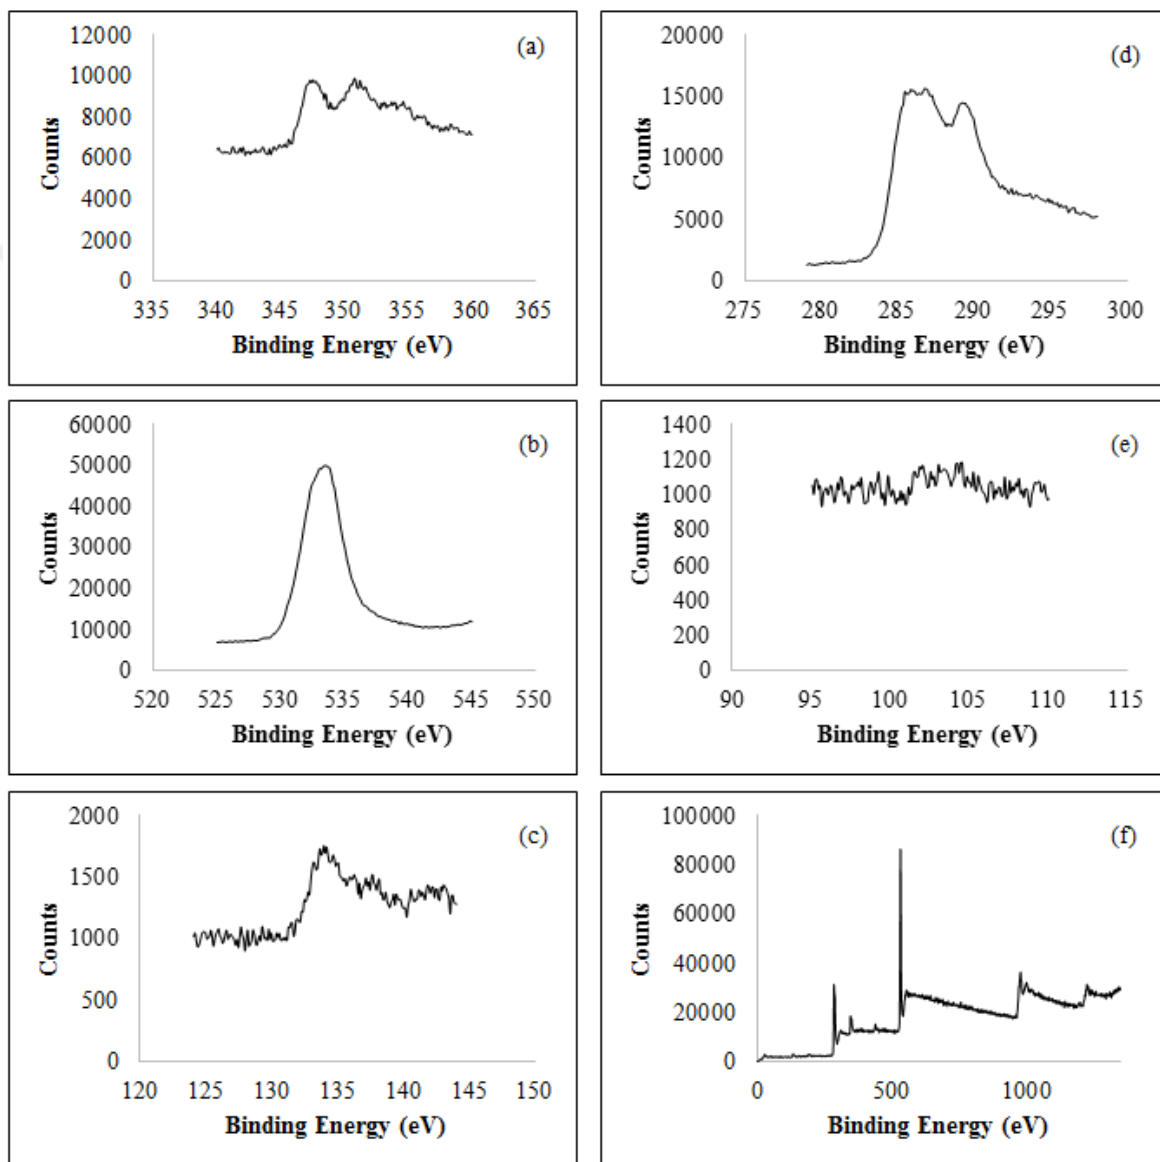 (a)
12000
10000
8000
6000
4000
2000
0
Counts
335 340 345 350 355 360 365
Binding Energy (eV)
(d)
20000
15000
10000
5000
0
Counts
275 280 285 290 295 300
Binding Energy (eV)
(b)
60000
50000
40000
30000
20000
10000
0
Counts
520 525 530 535 540 545 550
Binding Energy (eV)
(e)
1400
1200
1000
800
600
400
200
0
Counts
90 95 100 105 110 115
Binding Energy (eV)
(c)
2000
1500
1000
500
0
Counts
120 125 130 135 140 145 150
Binding Energy (eV)
(f)
100000
80000
60000
40000
20000
0
Counts
0 500 1000
Binding Energy (eV)